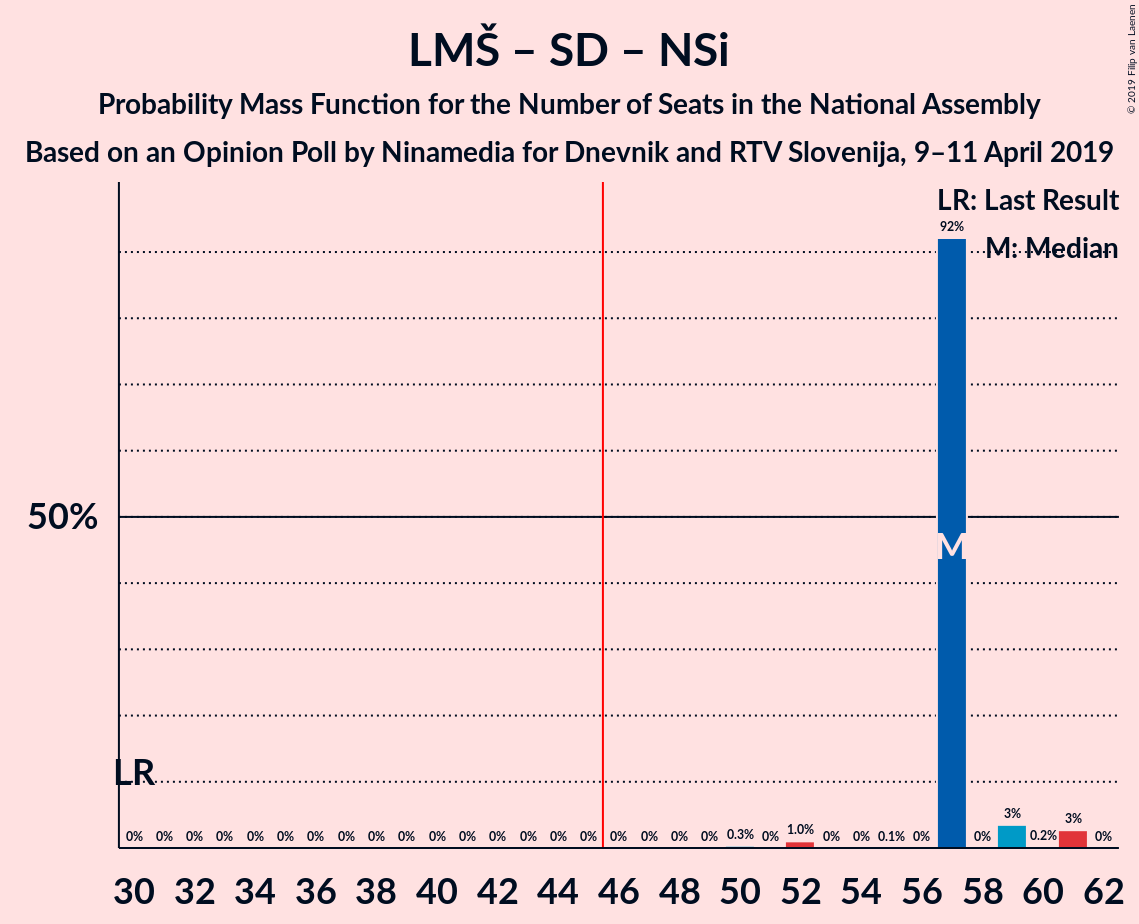 LMŠ – SD – NSi
Probability Mass Function for the Number of Seats in the National Assembly
Based on an Opinion Poll by Ninamedia for Dnevnik and RTV Slovenija, 9–11 April 2019
© 2019 Filip van Laenen
LR: Last Result
M: Median
92%
50%
M
LR
0% 0% 0% 0% 0% 0% 0% 0% 0% 0% 0% 0% 0% 0% 0% 0% 0% 0% 0% 0% 0.3% 0% 1.0% 0% 0% 0.1% 0% 0% 3% 0.2% 3% 0%
30 32 34 36 38 40 42 44 46 48 50 52 54 56 58 60 62